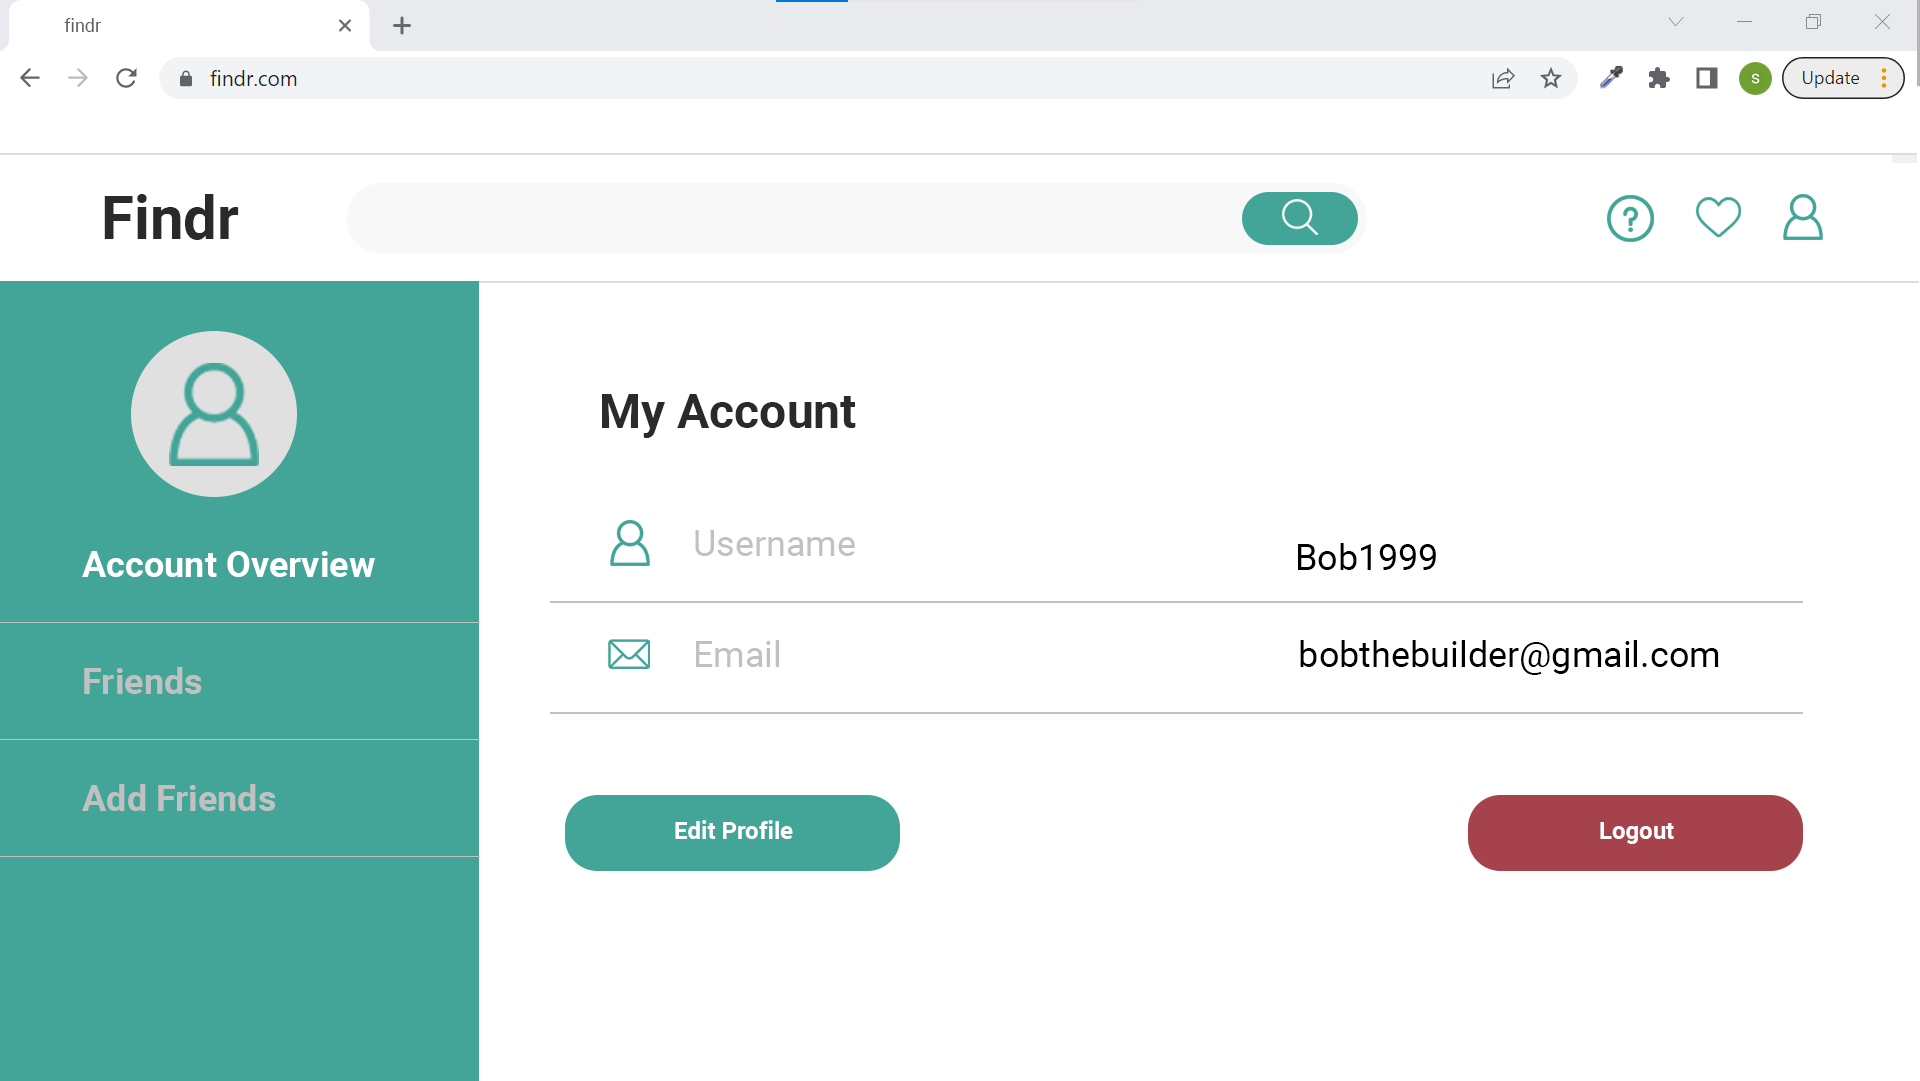 findr
findr.com
s
Update
Findr
My Account
Account Overview
Friends
Add Friends
Username
Bob1999
Email
bobthebuilder@gmail.com
Edit Profile
Logout